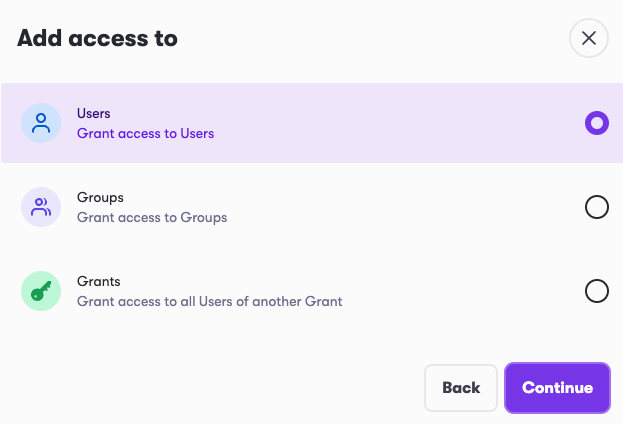 Add access to
Users
Grant access to Users
Groups
Grant access to Groups
Grants
Grant access to all Users of another Grant
Back
Continue